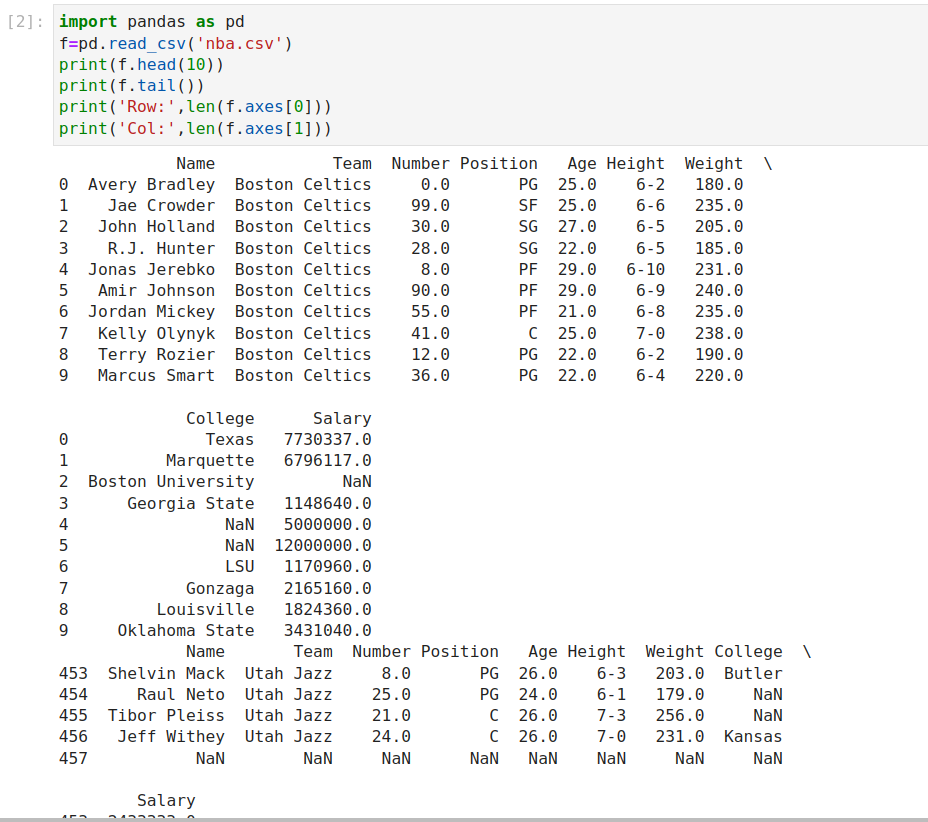 [2]: import pandas as pd
f=pd.read_csv('nba.csv')
print(f.head(10))
print(f.tail())
print('Row:',len(f.axes[0]))
print('Col:',len(f.axes[1]))
Name Team Number Position Age Height Weight \
0 Avery Bradley Boston Celtics 0.0 PG 25.0 6-2 180.0
1 Jae Crowder Boston Celtics 99.0 SF 25.0 6-6 235.0
2 John Holland Boston Celtics 30.0 SG 27.0 6-5 205.0
3 R.J. Hunter Boston Celtics 28.0 SG 22.0 6-5 185.0
4 Jonas Jerebko Boston Celtics 8.0 PF 29.0 6-10 231.0
5 Amir Johnson Boston Celtics 90.0 PF 29.0 6-9 240.0
6 Jordan Mickey Boston Celtics 55.0 PF 21.0 6-8 235.0
7 Kelly Olynyk Boston Celtics 41.0 C 25.0 7-0 238.0
8 Terry Rozier Boston Celtics 12.0 PG 22.0 6-2 190.0
9 Marcus Smart Boston Celtics 36.0 PG 22.0 6-4 220.0
College Salary
0 Texas 7730337.0
1 Marquette 6796117.0
2 Boston University NaN
3 Georgia State 1148640.0
4 NaN 5000000.0
5 NaN 12000000.0
6 LSU 1170960.0
7 Gonzaga 2165160.0
8 Louisville 1824360.0
9 Oklahoma State 3431040.0
Name Team Number Position Age Height Weight College \
453 Shelvin Mack Utah Jazz 8.0 PG 26.0 6-3 203.0 Butler
454 Raul Neto Utah Jazz 25.0 PG 24.0 6-1 179.0 NaN
455 Tibor Pleiss Utah Jazz 21.0 C 26.0 7-3 256.0 NaN
456 Jeff Withey Utah Jazz 24.0 C 26.0 7-0 231.0 Kansas
457 NaN NaN NaN NaN NaN NaN NaN NaN
Salary